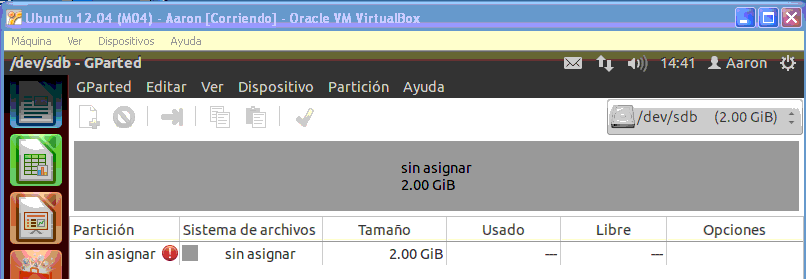 Ubuntu 12.04 (M04) - Aaron [Corriendo] - Oracle VM VirtualBox
Máquina Ver Dispositivos Ayuda
/dev/sdb - GParted 14:41 Aaron
GParted Editar Ver Dispositivo Partición Ayuda
/dev/sdb (2.00 GiB)
sin asignar
2.00 GiB
Partición Sistema de archivos Tamaño Usado Libre Opciones
sin asignar sin asignar 2.00 GiB --- ---